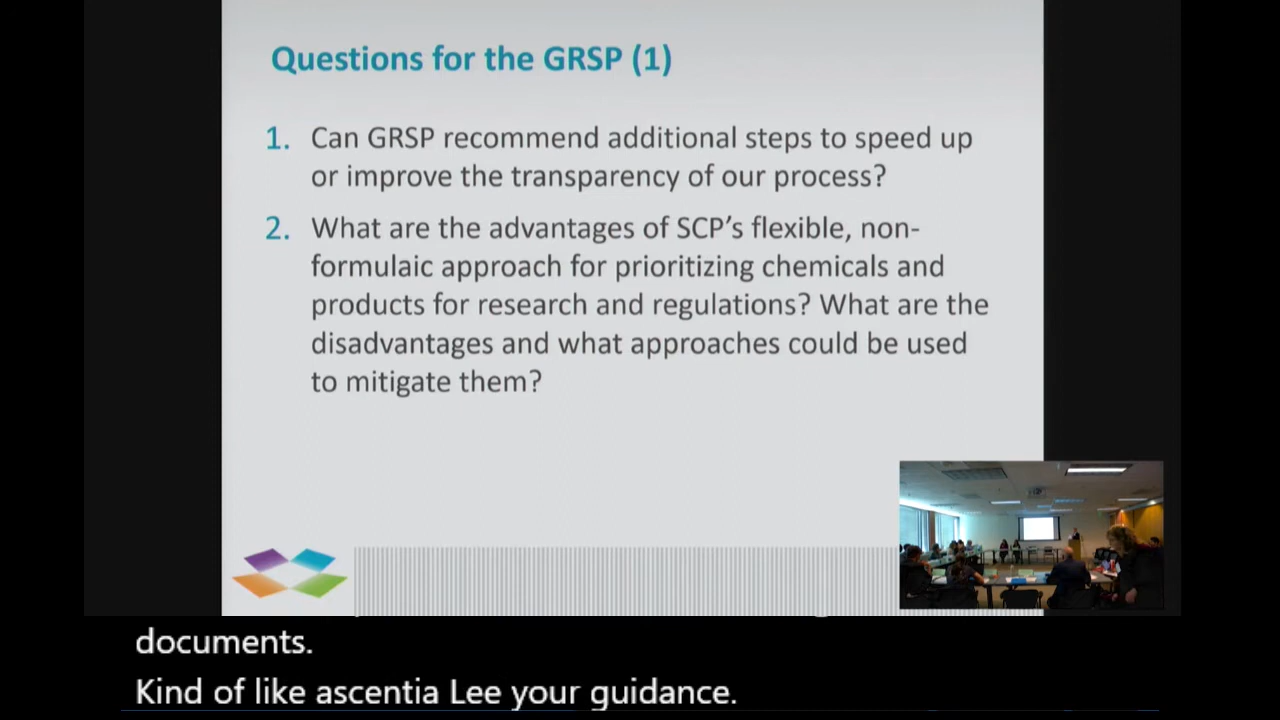 Questions for the GRSP (1)
1. Can GRSP recommend additional steps to speed up
or improve the transparency of our process?
2. What are the advantages of SCP’s flexible, non-
formulaic approach for prioritizing chemicals and
products for research and regulations? What are the
disadvantages and what approaches could be used
to mitigate them?
documents.
Kind of like ascentia Lee your guidance.